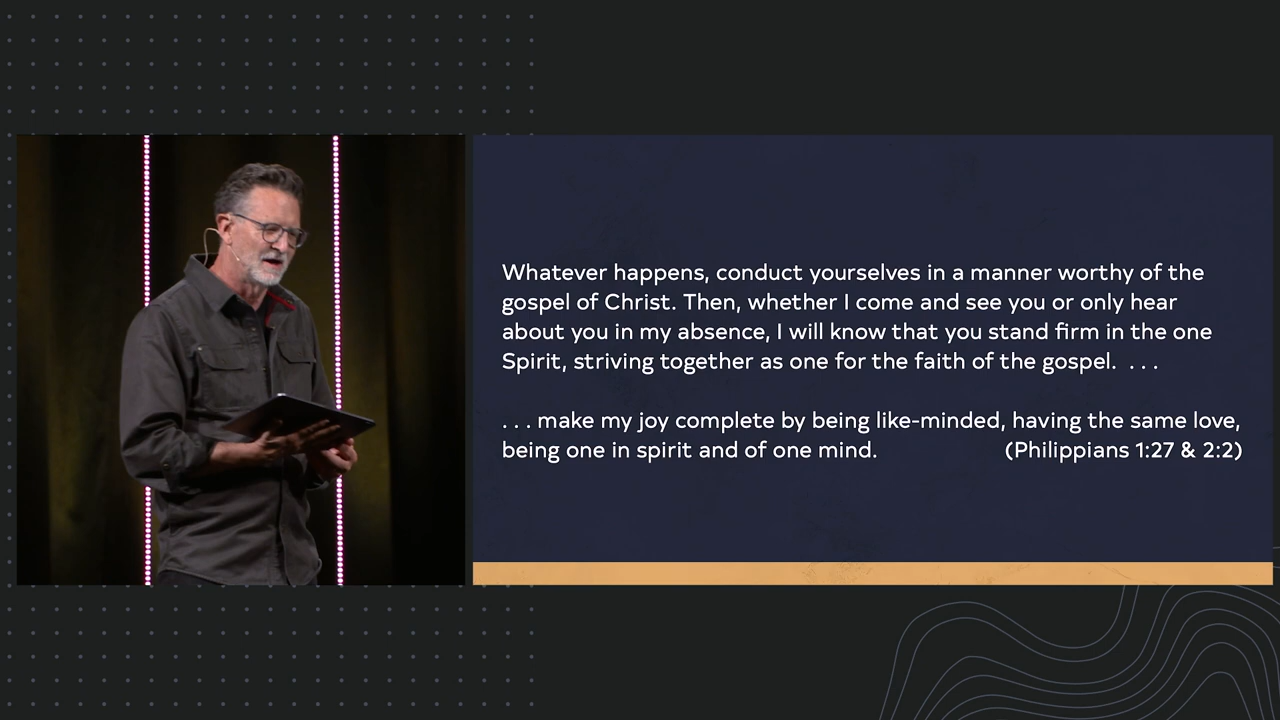 Whatever happens, conduct yourselves in a manner worthy of the
gospel of Christ. Then, whether I come and see you or only hear
about you in my absence, I will know that you stand firm in the one
Spirit, striving together as one for the faith of the gospel. . . .
. . . make my joy complete by being like-minded, having the same love,
being one in spirit and of one mind. (Philippians 1:27 & 2:2)